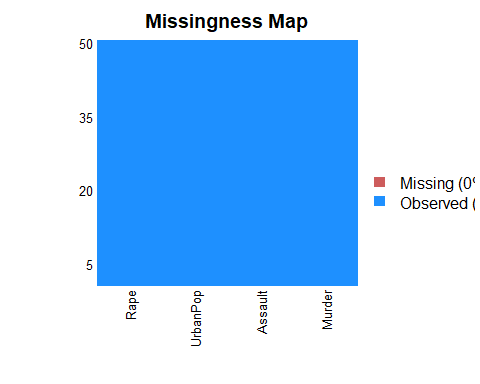 Missingness Map
50
35
20
5
Missing (0%
Observed (
Rape
UrbanPop
Assault
Murder